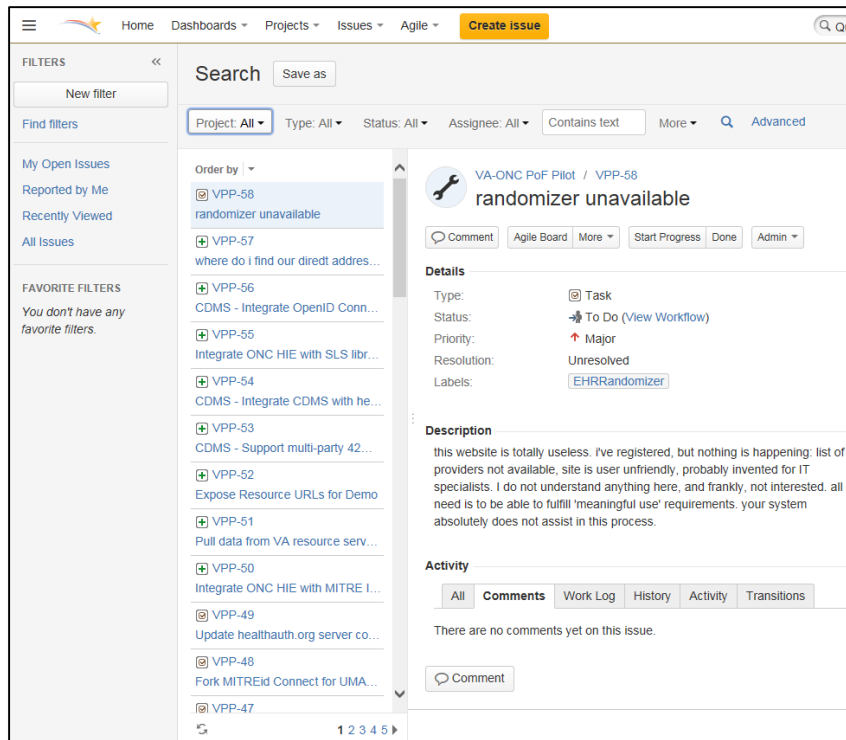 Home Dashboards Projects Issues Agile Create issue
FILTERS
New filter
Find filters
My Open Issues
Reported by Me
Recently Viewed
All Issues
FAVORITE FILTERS
You don't have any
favorite filters.
Search Save as
Project: All Type: All Status: All Assignee: All Contains text More Advanced
Order by
VPP-58
randomizer unavailable
VPP-57
where do i find our diredt addres...
VPP-56
CDMS - Integrate OpenID Conn...
VPP-55
Integrate ONC HIE with SLS libr...
VPP-54
CDMS - Integrate CDMS with he...
VPP-53
CDMS - Support multi-party 42...
VPP-52
Expose Resource URLs for Demo
VPP-51
Pull data from VA resource serv...
VPP-50
Integrate ONC HIE with MITRE I...
VPP-49
Update healthauth.org server co...
VPP-48
Fork MITREid Connect for UMA...
VPP-47
1 2 3 4 5
VA-ONC PoF Pilot / VPP-58
randomizer unavailable
Comment Agile Board More Start Progress Done Admin
Details
Type: Task
Status: To Do (View Workflow)
Priority: Major
Resolution: Unresolved
Labels: EHRRandomizer
Description
this website is totally useless. i've registered, but nothing is happening: list of
providers not available, site is user unfriendly, probably invented for IT
specialists. I do not understand anything here, and frankly, not interested. all
need is to be able to fulfill 'meaningful use' requirements. your system
absolutely does not assist in this process.
Activity
All Comments Work Log History Activity Transitions
There are no comments yet on this issue.
Comment